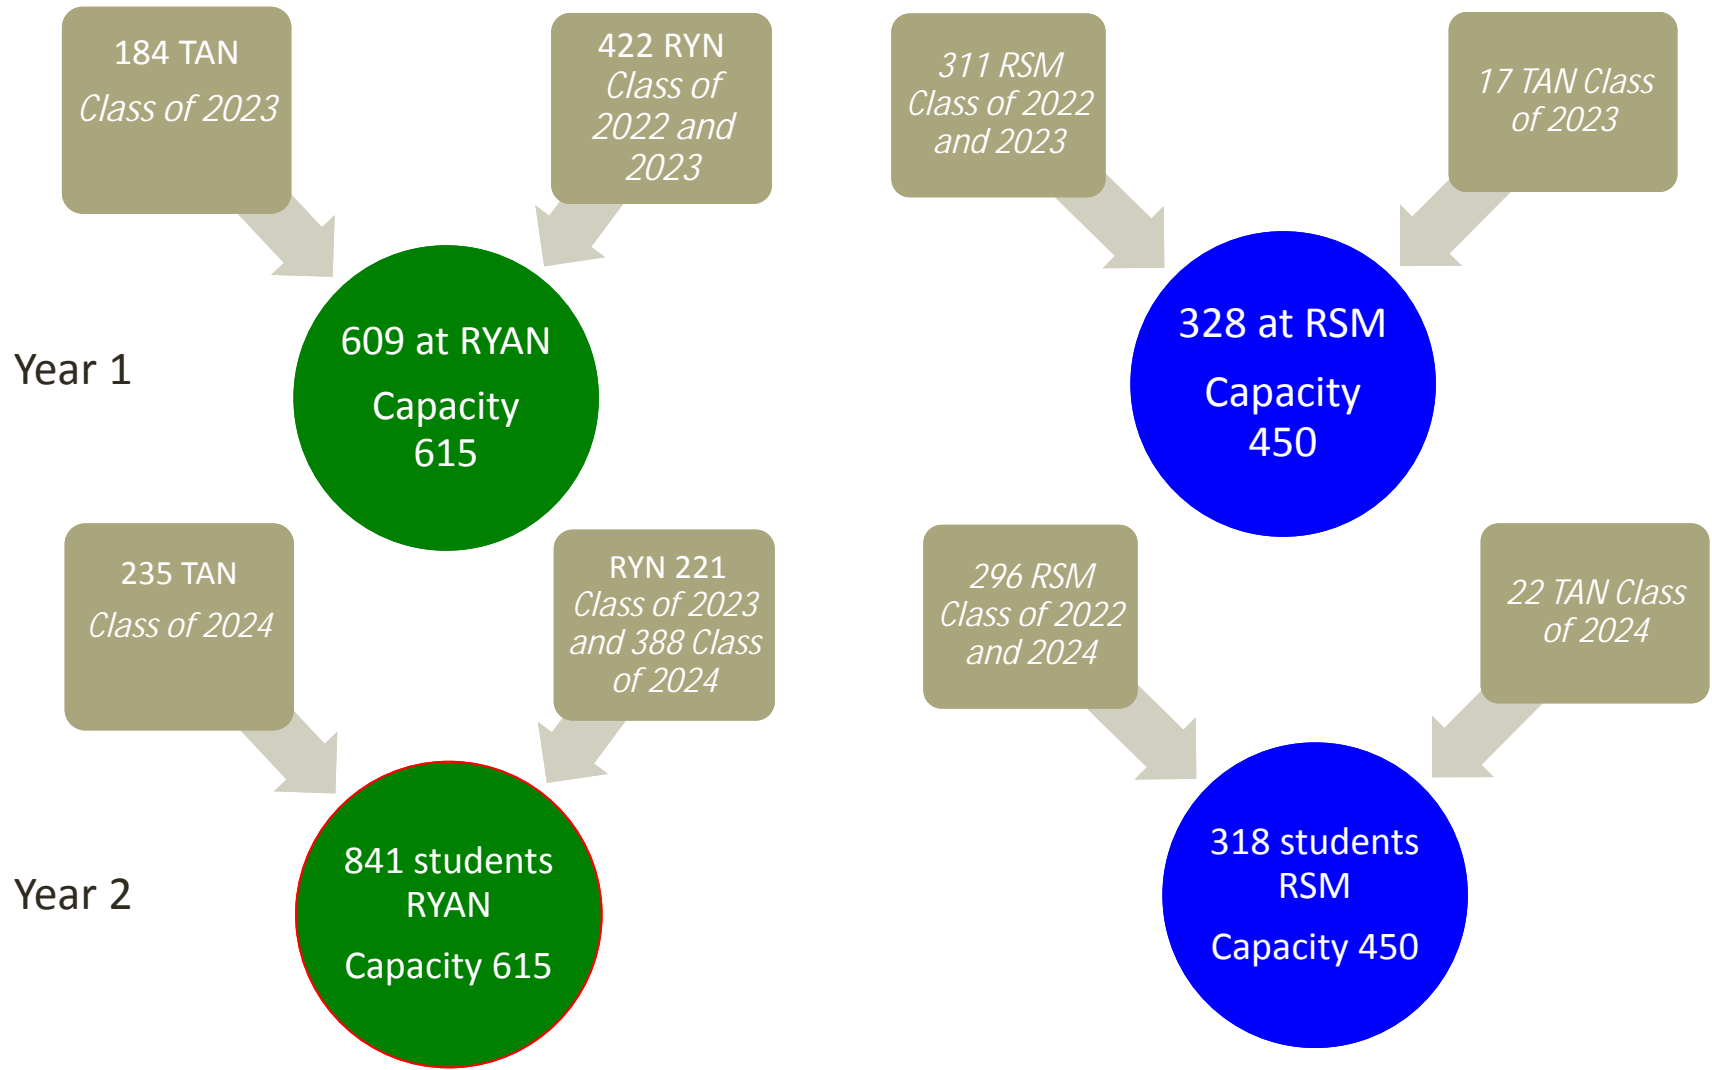 184 TAN
Class of 2023
422 RYN
Class of
2022 and
2023
311 RSM
Class of 2022
and 2023
17 TAN Class
of 2023
Year 1
609 at RYAN
Capacity
615
328 at RSM
Capacity
450
235 TAN
Class of 2024
RYN 221
Class of 2023
and 388 Class
of 2024
296 RSM
Class of 2022
and 2024
22 TAN Class
of 2024
Year 2
841 students
RYAN
Capacity 615
318 students
RSM
Capacity 450